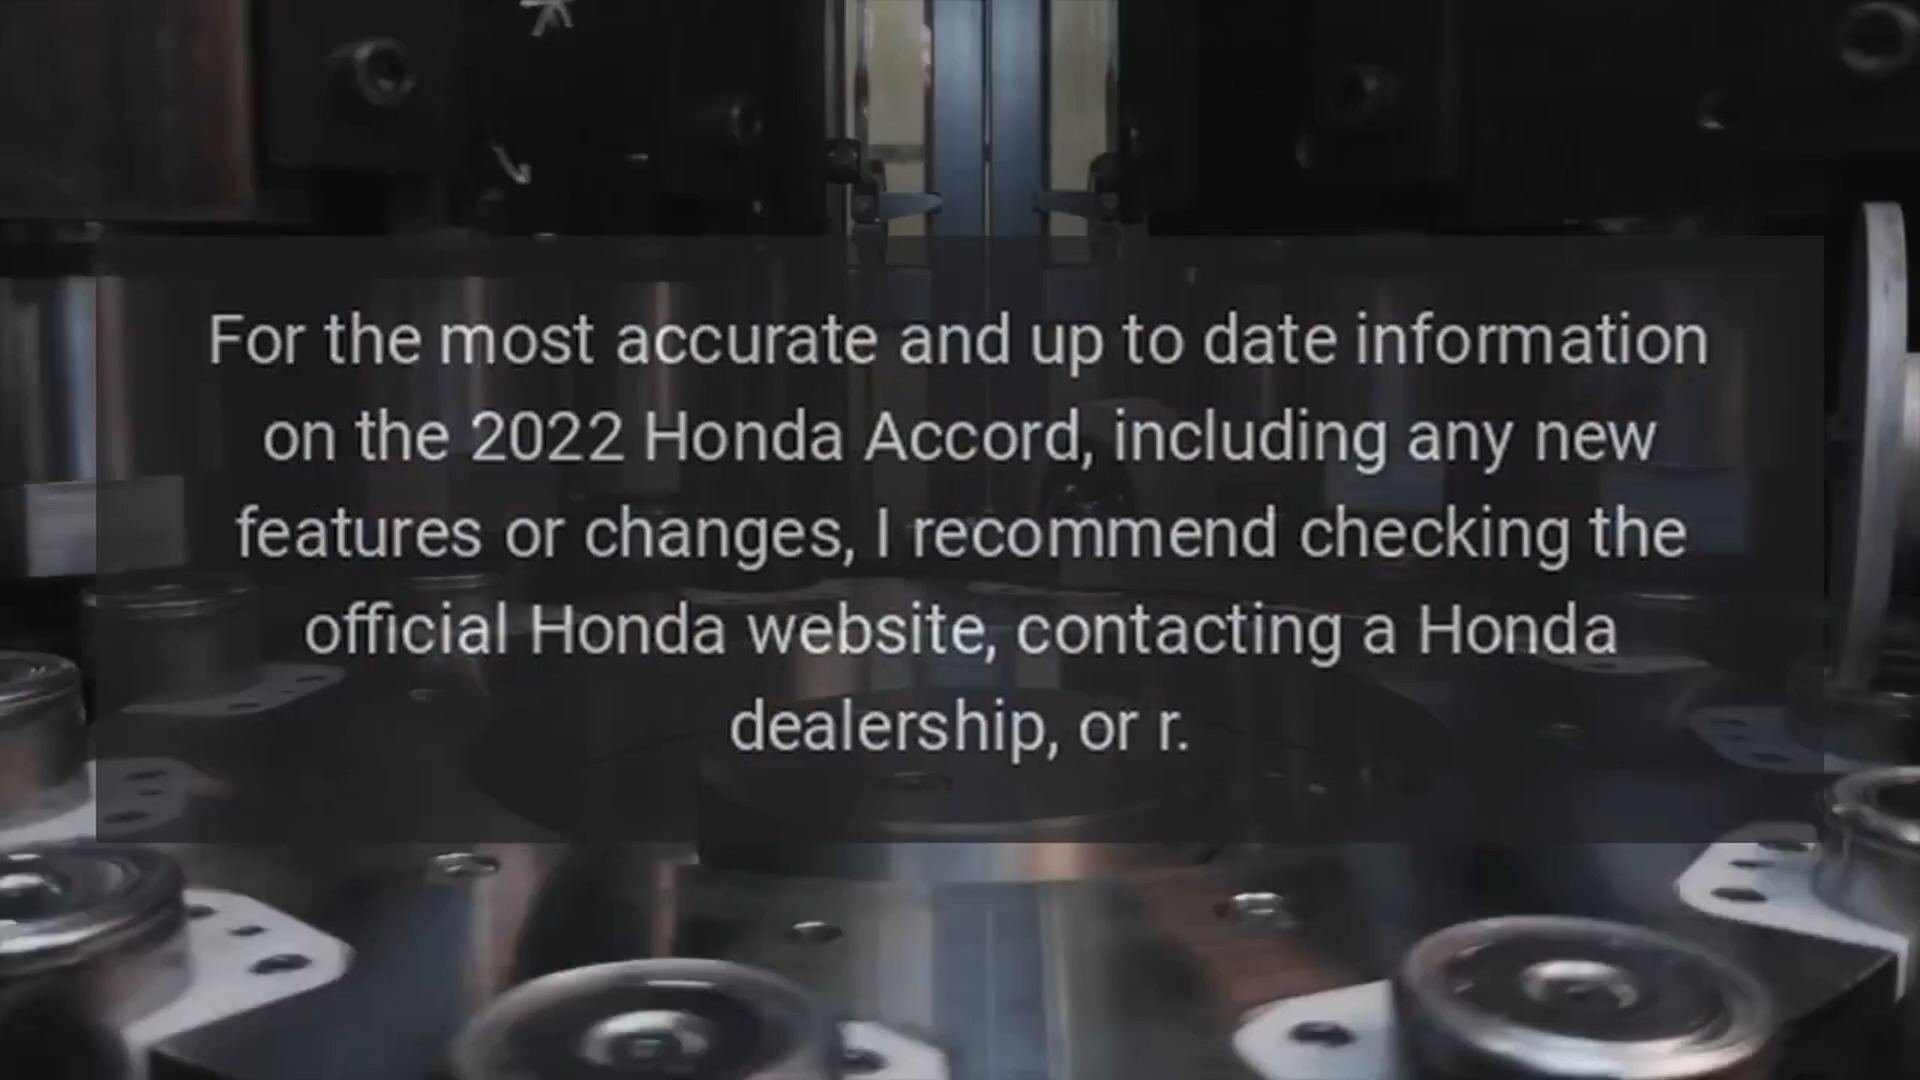 For the most accurate and up to date information
on the 2022 Honda Accord, including any new
features or changes, I recommend checking the
official Honda website, contacting a Honda
dealership, or r.